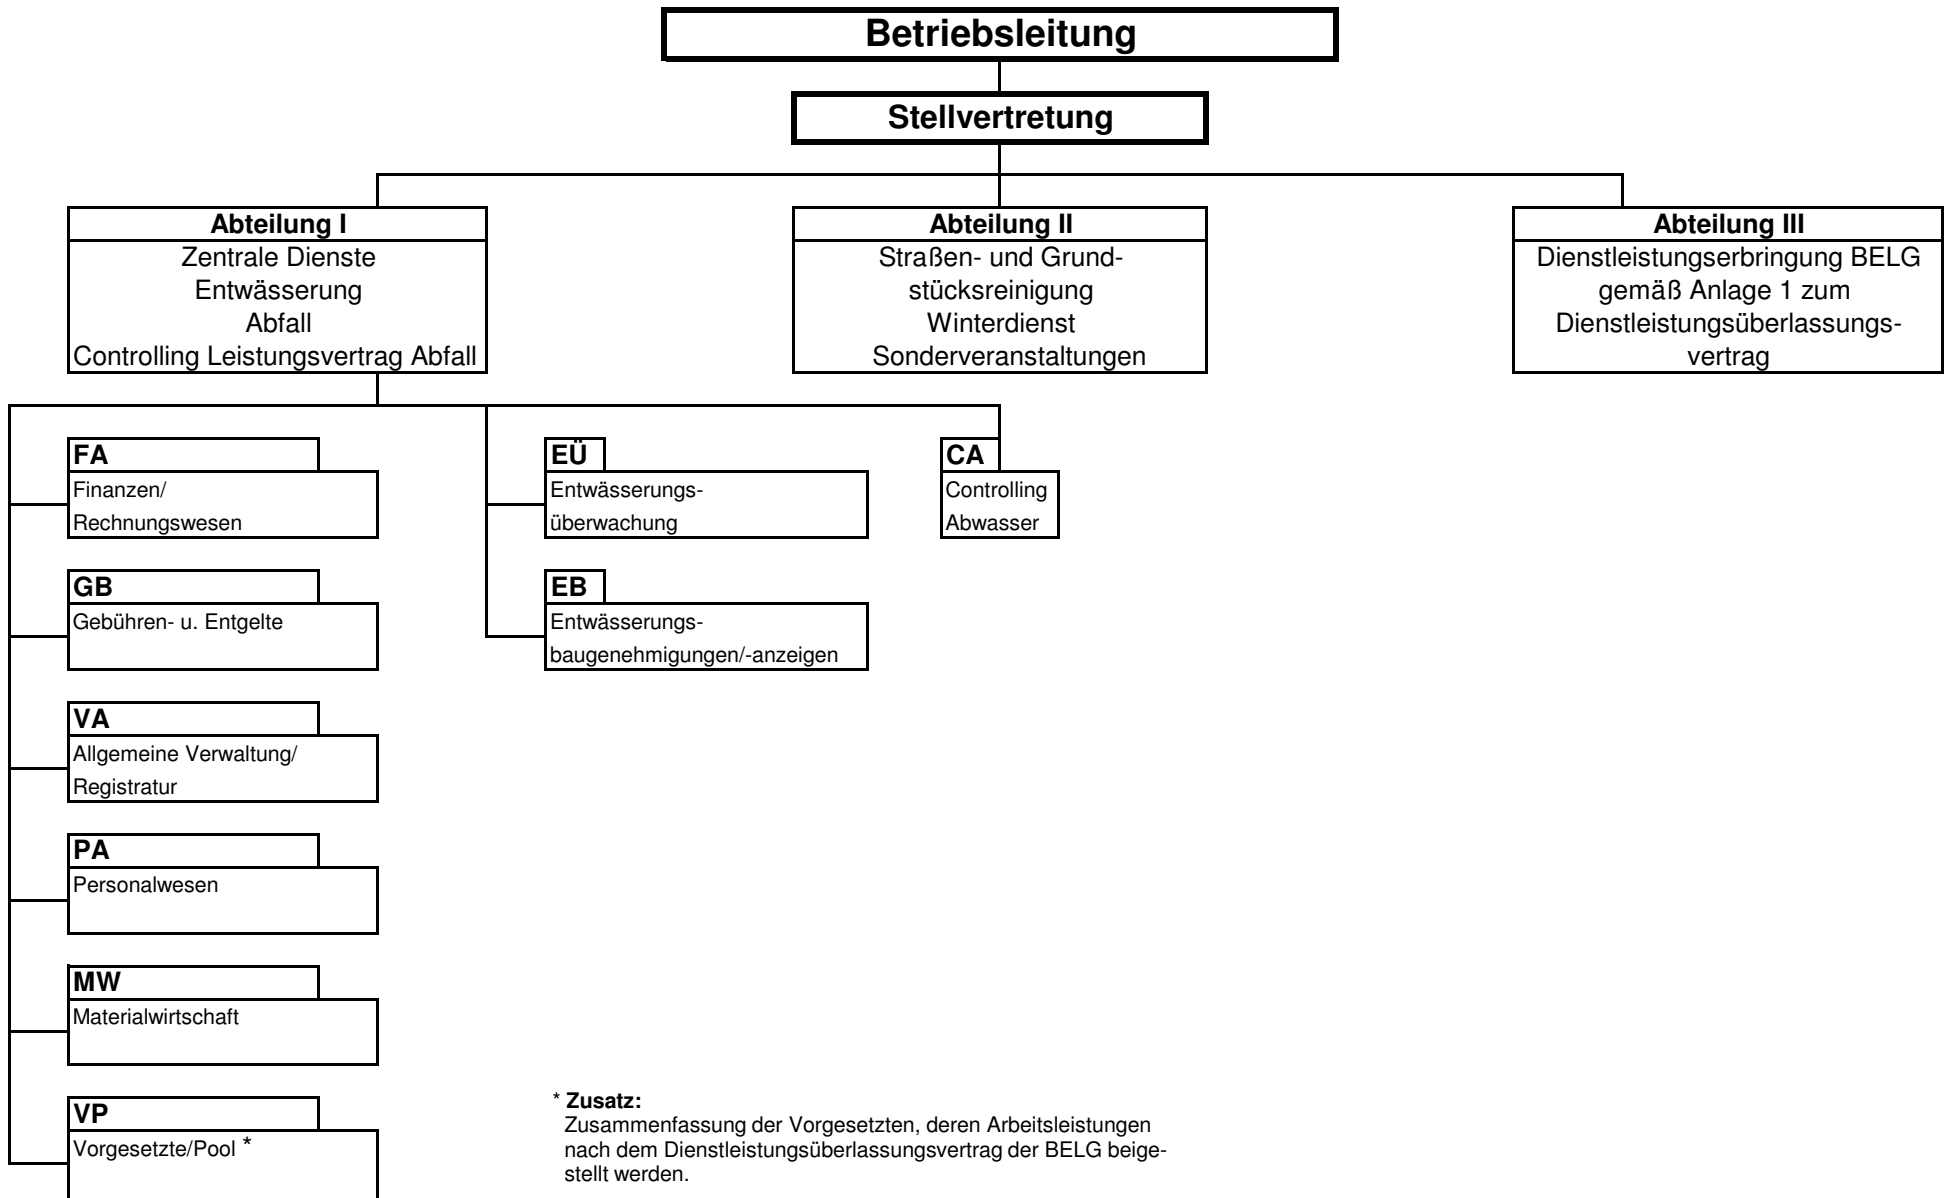 Betriebsleitung
Stellvertretung
Abteilung I
Zentrale Dienste
Entwässerung
Abfall
Controlling Leistungsvertrag Abfall
Abteilung II
Straßen- und Grund-
stücksreinigung
Winterdienst
Sonderveranstaltungen
Abteilung III
Dienstleistungserbringung BELG
gemäß Anlage 1 zum
Dienstleistungsüberlassungs-
vertrag
FA
Finanzen/
Rechnungswesen
EÜ
Entwässerungs-
überwachung
CA
Controlling
Abwasser
GB
Gebühren- u. Entgelte
EB
Entwässerungs-
baugenehmigungen/-anzeigen
VA
Allgemeine Verwaltung/
Registratur
PA
Personalwesen
MW
Materialwirtschaft
VP
Vorgesetzte/Pool *
* Zusatz:
Zusammenfassung der Vorgesetzten, deren Arbeitsleistungen
nach dem Dienstleistungsüberlassungsvertrag der BELG beige-
stellt werden.